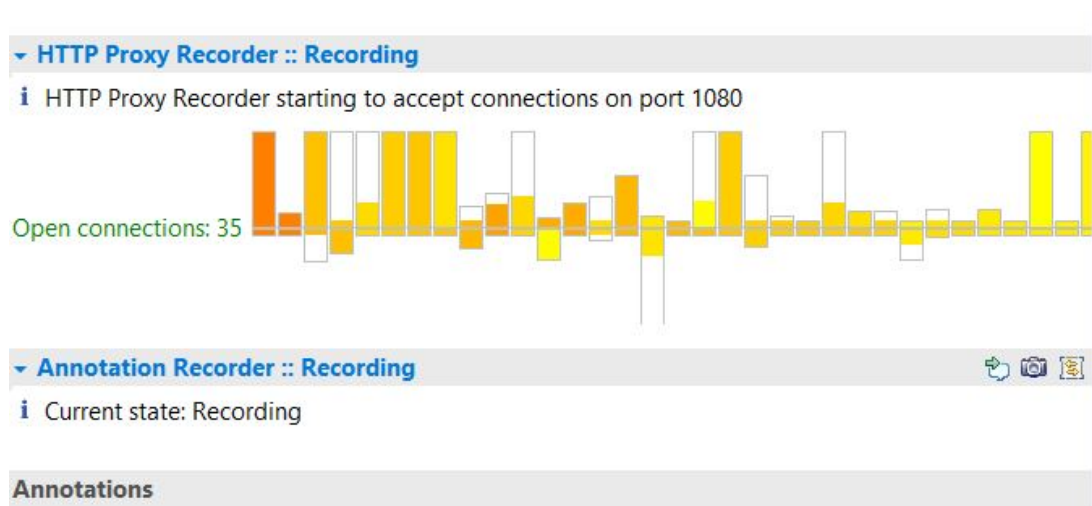 HTTP Proxy Recorder :: Recording
i HTTP Proxy Recorder starting to accept connections on port 1080
Open connections: 35
Annotation Recorder :: Recording
i Current state: Recording
Annotations